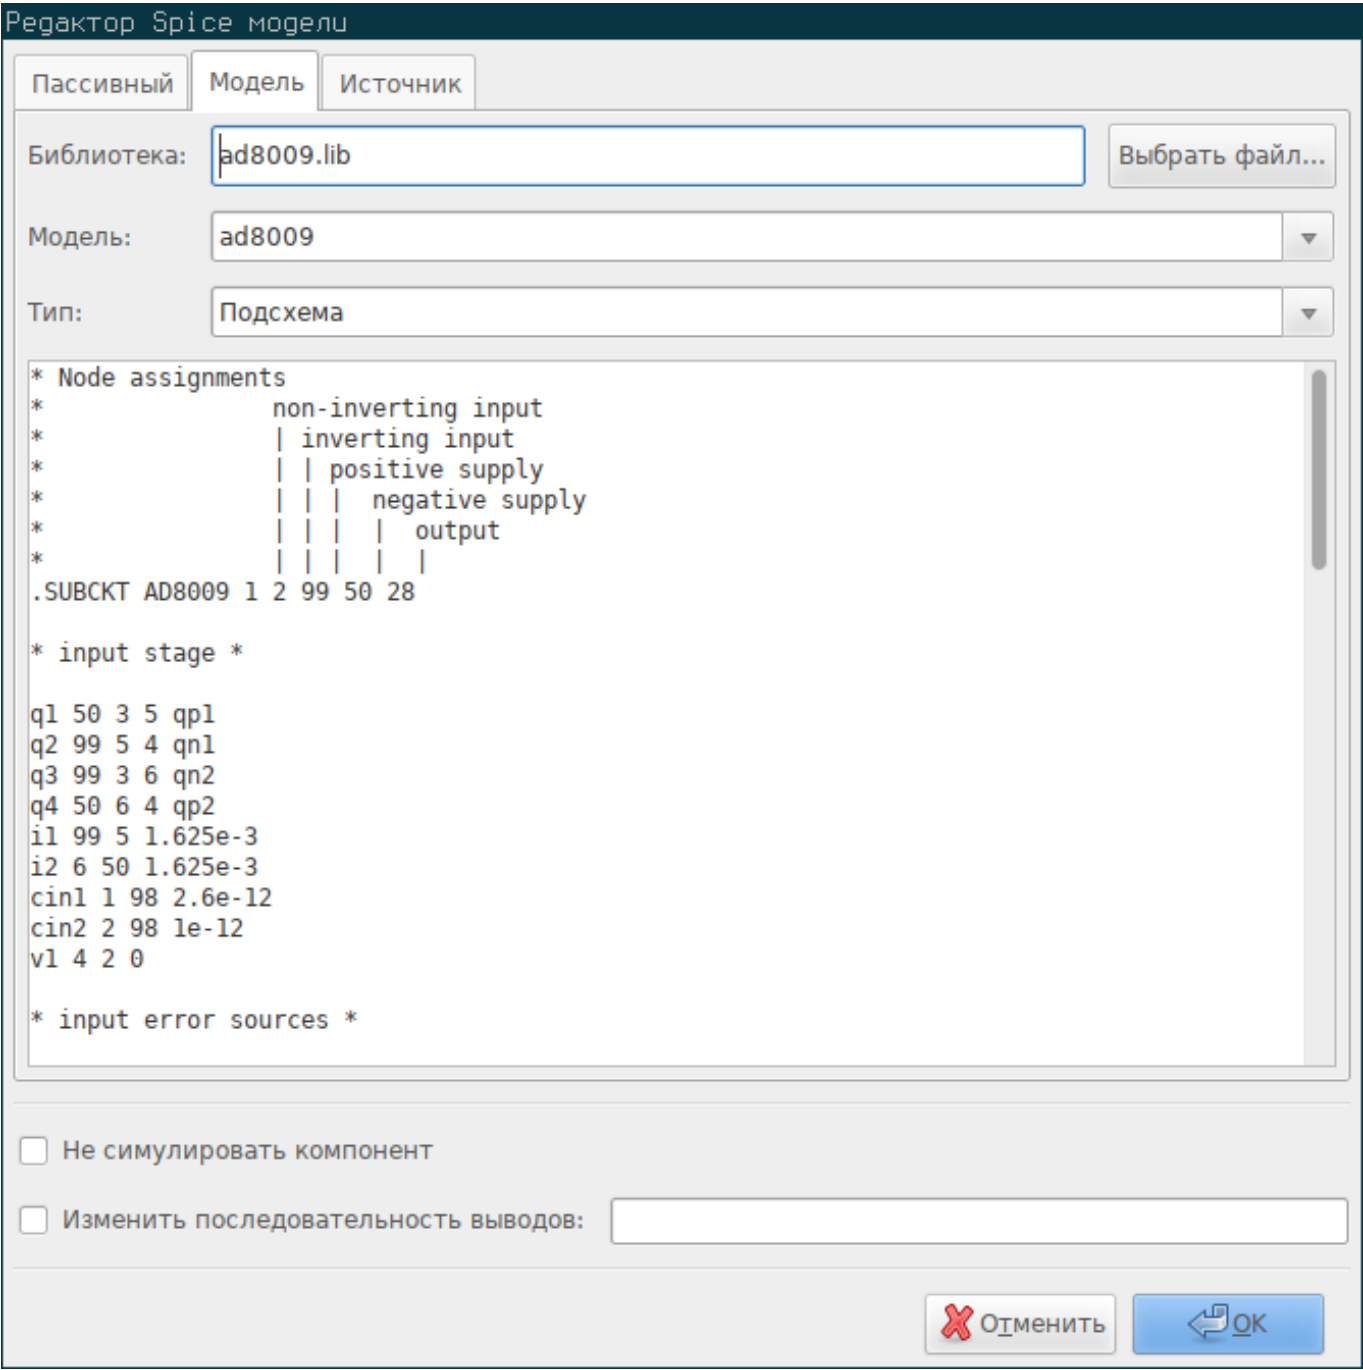 Редактор Spice модели
Пассивный Модель Источник
Библиотека: ad8009.lib Выбрать файл...
Модель: ad8009
Тип: Подсхема
* Node assignments
*                non-inverting input
*                | inverting input
*                | | positive supply
*                | | |  negative supply
*                | | |  |  output
*                | | |  |  |
.SUBCKT AD8009 1 2 99 50 28
* input stage *
q1 50 3 5 qp1
q2 99 5 4 qn1
q3 99 3 6 qn2
q4 50 6 4 qp2
i1 99 5 1.625e-3
i2 6 50 1.625e-3
cin1 1 98 2.6e-12
cin2 2 98 1e-12
v1 4 2 0
* input error sources *
Не симулировать компонент
Изменить последовательность выводов:
Отменить OK